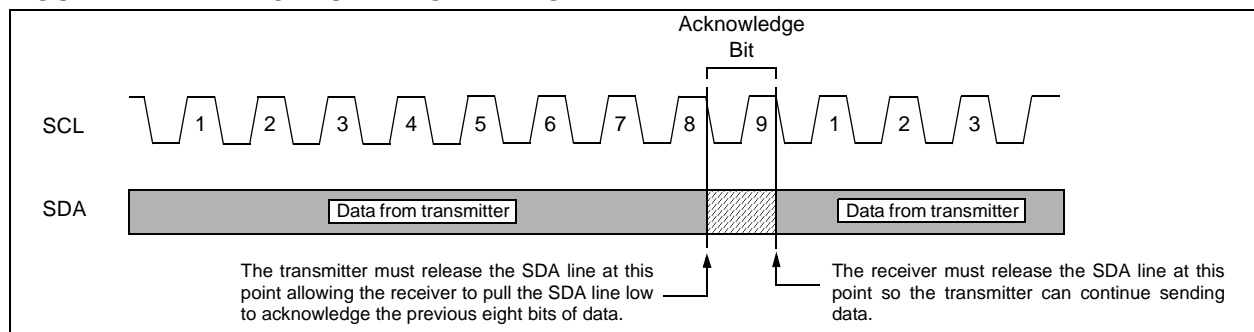 Acknowledge
Bit
SCL
1 2 3 4 5 6 7 8 9 1 2 3
SDA
Data from transmitter
Data from transmitter
The transmitter must release the SDA line at this
point allowing the receiver to pull the SDA line low
to acknowledge the previous eight bits of data.
The receiver must release the SDA line at this
point so the transmitter can continue sending
data.